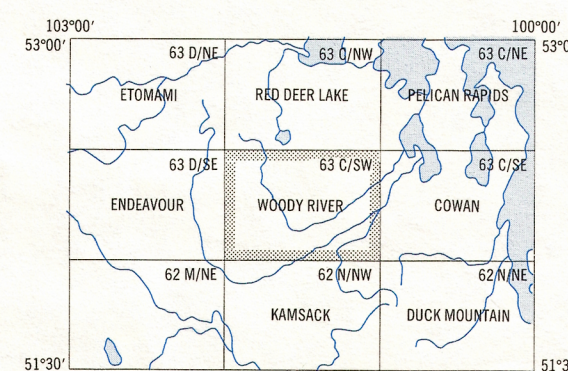 103°00'
100°00'
53°00'
53°0
63 D/NE
63 C/NW
63 C/NE
ETOMAMI
RED DEER LAKE
PELICAN RAPIDS
63 D/SE
63 C/SW
63 C/SE
ENDEAVOUR
WOODY RIVER
COWAN
62 M/NE
62 N/NW
62 N/NE
KAMSACK
DUCK MOUNTAIN
51°30'
51°3